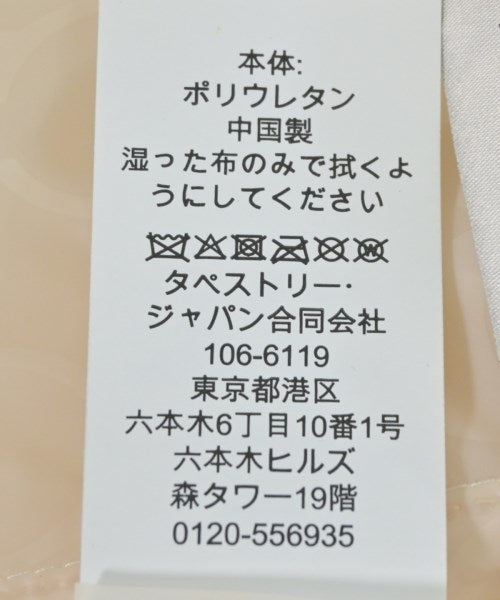 本体:
ポリウレタン
中国製
湿った布のみで拭くよ
うにしてください
タペストリー·
ジャパン合同会社
106-6119
東京都港区
六本木6丁目10番1号
六本木ヒルズ
森タワー19階
0120-556935